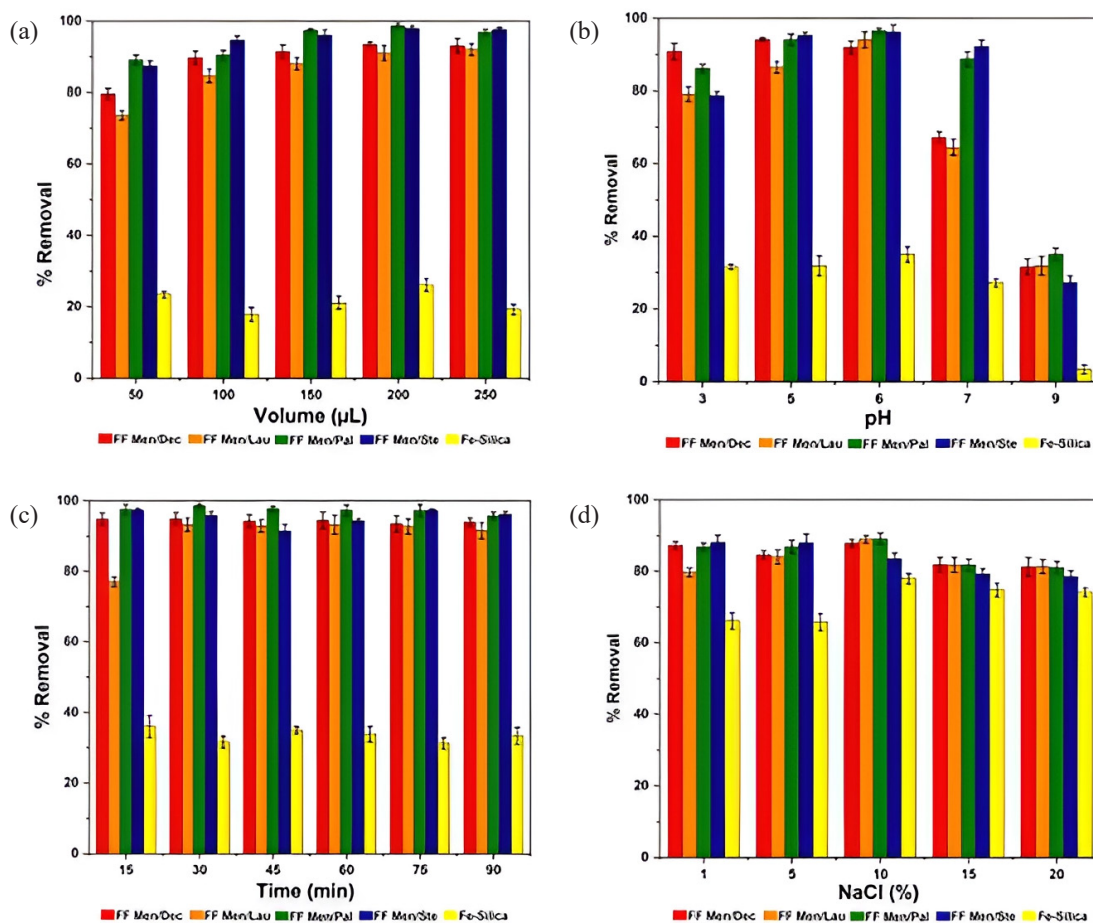 (a)
100
80
60
40
20
0
% Removal
50 100 150 200 250
Volume (µL)
FF Men/Dec FF Men/Lau FF Men/Pal FF Men/Ste Fe-Silica
(b)
100
80
60
40
20
0
% Removal
3 5 6 7 9
pH
FF Men/Dec FF Men/Lau FF Men/Pal FF Men/Ste Fe-Silica
(c)
100
80
60
40
20
0
% Removal
15 30 45 60 75 90
Time (min)
FF Men/Dec FF Men/Lau FF Men/Pal FF Men/Ste Fe-Silica
(d)
100
80
60
40
20
0
% Removal
1 5 10 15 20
NaCl (%)
FF Men/Dec FF Men/Lau FF Men/Pal FF Men/Ste Fe-Silica